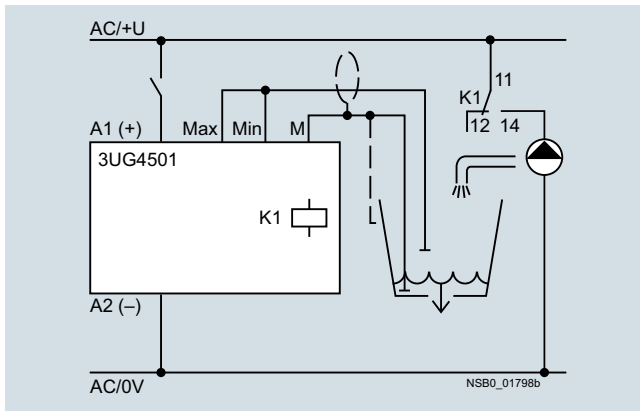 AC/+U
11
K1
12 14
A1 (+) Max Min M
3UG4501
K1
A2 (–)
AC/0V
NSB0_01798b